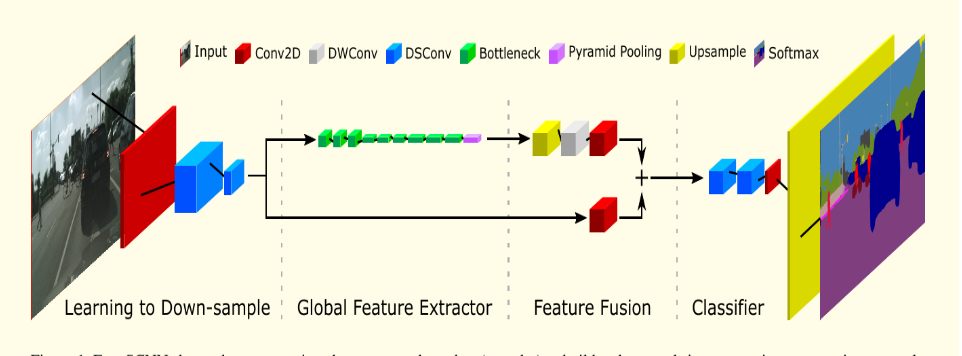 Input Conv2D DWConv DSConv Bottleneck Pyramid Pooling Upsample Softmax
+
Learning to Down-sample Global Feature Extractor Feature Fusion Classifier